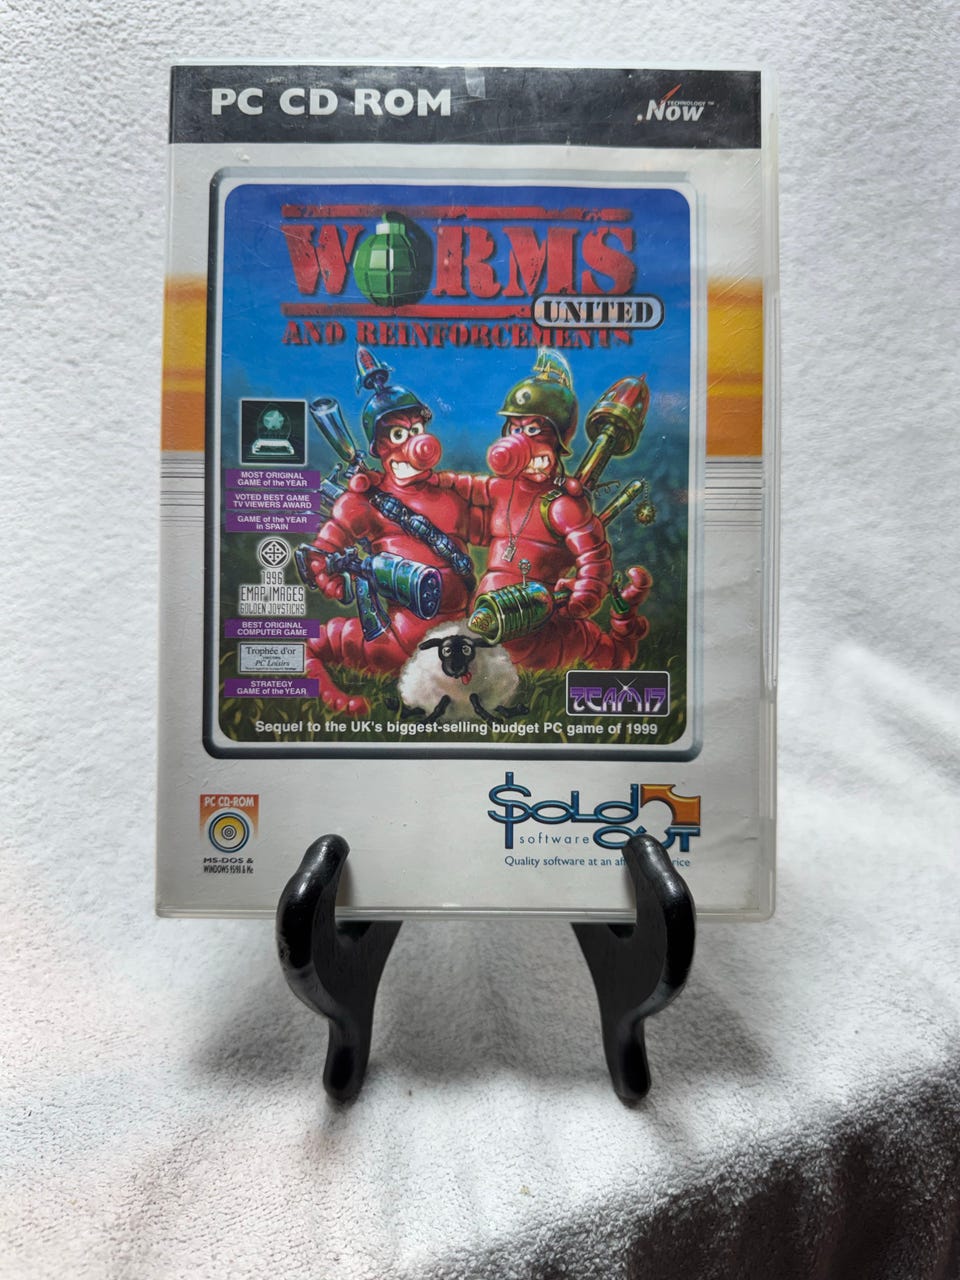 PC CD ROM
TECHNOLOGY™
.Now
WORMS
UNITED
AND REINFORCEMENTS
MOST ORIGINAL
GAME of the YEAR
VOTED BEST GAME
TV VIEWERS AWARD
GAME of the YEAR
in SPAIN
1996
EMAP IMAGES
GOLDEN JOYSTICKS
BEST ORIGINAL
COMPUTER GAME
Trophée d'or
PC Loisirs
STRATEGY
GAME of the YEAR
TEAM17
Sequel to the UK's biggest-selling budget PC game of 1999
SOLD
software OUT
Quality software at an
PC CD-ROM
MS-DOS &
WINDOWS 95/98 & Me